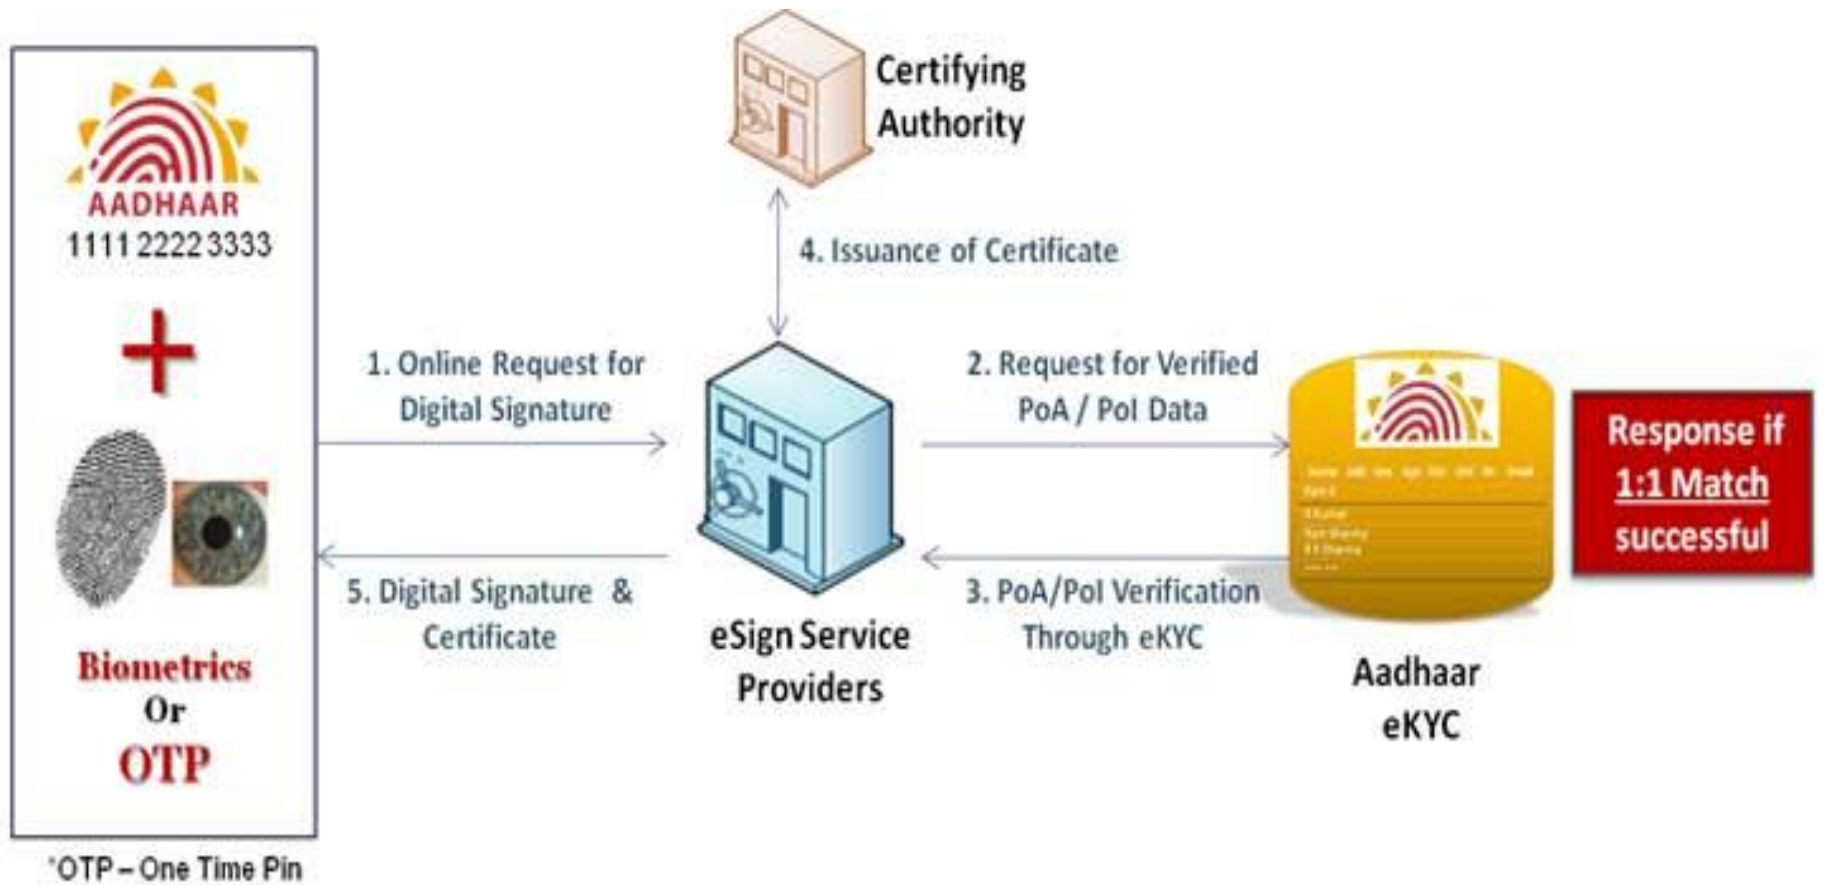 AADHAAR
1111 2222 3333
Biometrics
Or
OTP
*OTP – One Time Pin
Certifying
Authority
4. Issuance of Certificate
1. Online Request for
Digital Signature
2. Request for Verified
PoA / PoI Data
5. Digital Signature &
Certificate
eSign Service
Providers
3. PoA/PoI Verification
Through eKYC
Aadhaar
eKYC
Response if
1:1 Match
successful